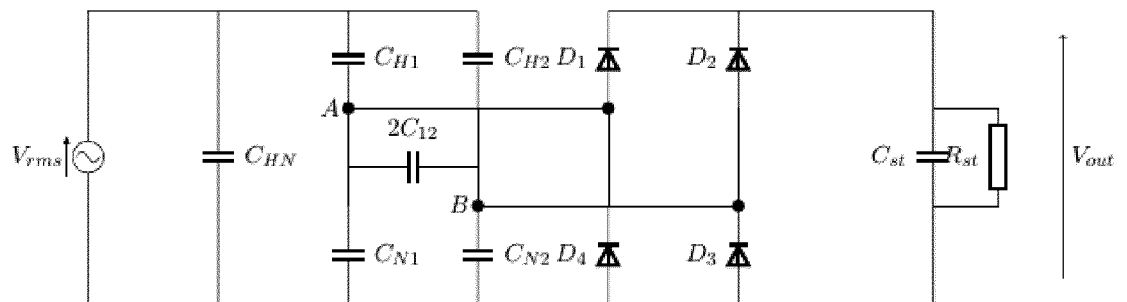 C_{H1} C_{H2} D_1 D_2
A
2C_{12}
V_{rms} C_{HN} C_{st} R_{st} V_{out}
B
C_{N1} C_{N2} D_4 D_3